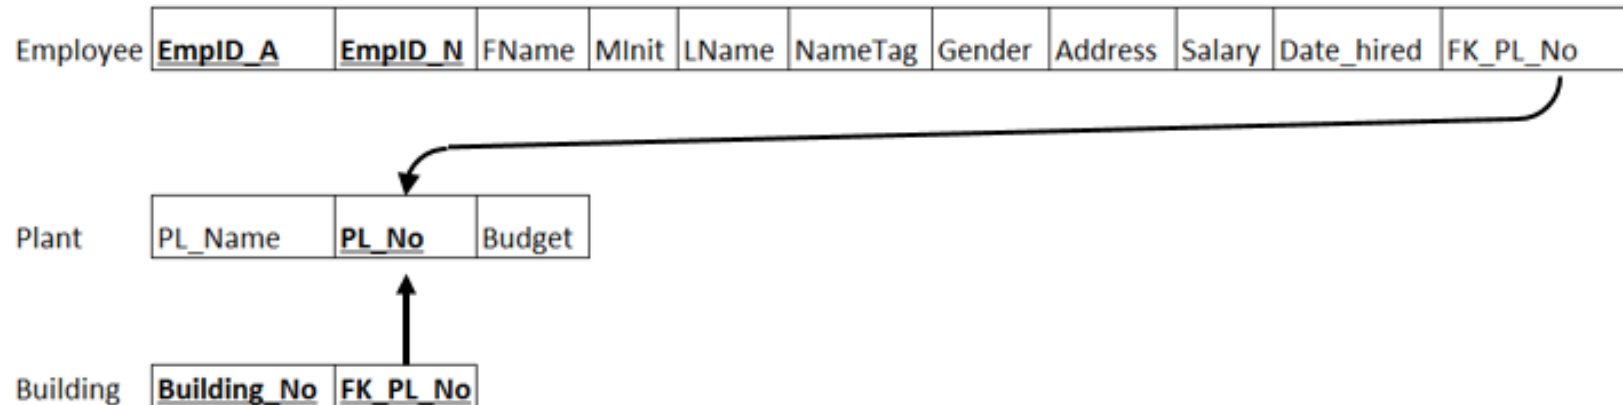 Employee EmpID_A EmpID_N FName MInit LName NameTag Gender Address Salary Date_hired FK_PL_No
Plant PL_Name PL_No Budget
Building Building_No FK_PL_No